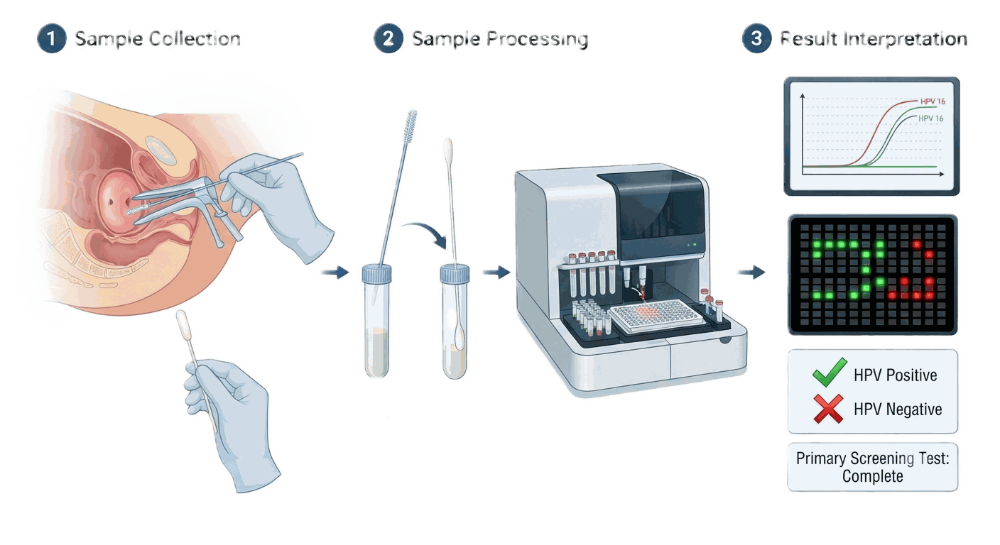 1 Sample Collection
2 Sample Processing
3 Result Interpretation
HPV 16
HPV 16
HPV Positive
HPV Negative
Primary Screening Test:
Complete